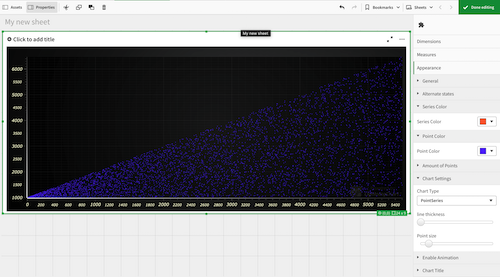 Assets
Properties
Bookmarks
Sheets
Done editing
My new sheet
My new sheet
Click to add title
6000
5500
5000
4500
4000
3500
3000
2500
2000
1500
1000
0 200 400 600 800 1000 1200 1400 1600 1800 2000 2200 2400 2600 2800 3000 3200 3400 3600 3800 4000 4200 4400 4600 4800 5000 5200 5400
Dimensions
Measures
Appearance
General
Alternate states
Series Color
Series Color
Point Color
Point Color
Amount of Points
Chart Settings
Chart Type
PointSeries
line thickness
Point size
Enable Animation
Chart Title